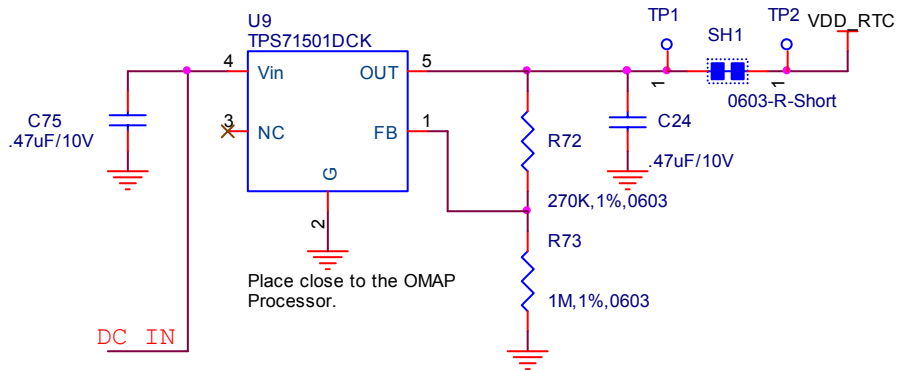 U9
TPS71501DCK
TP1
TP2
VDD_RTC
SH1
4
Vin
OUT
5
1
1
0603-R-Short
C75
.47uF/10V
3
NC
FB
1
R72
C24
.47uF/10V
G
2
270K,1%,0603
R73
Place close to the OMAP
Processor.
1M,1%,0603
DC IN